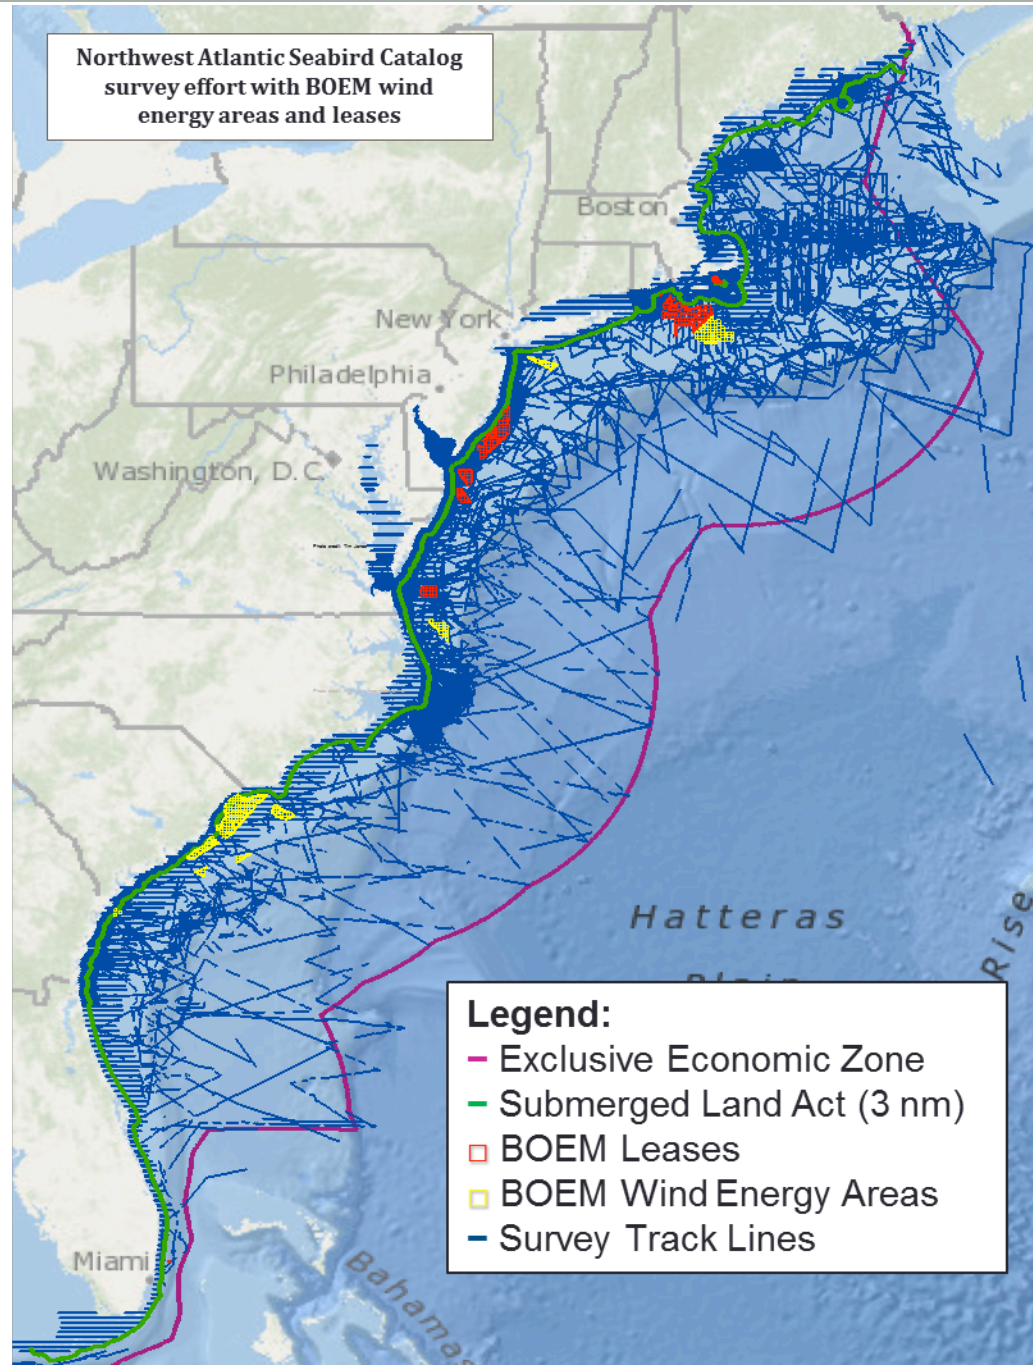 Northwest Atlantic Seabird Catalog
survey effort with BOEM wind
energy areas and leases
Boston
New York
Philadelphia
Washington, D.C.
Hatteras
Plain
Rise
Legend:
Exclusive Economic Zone
Submerged Land Act (3 nm)
BOEM Leases
BOEM Wind Energy Areas
Survey Track Lines
Miami
Bahamas